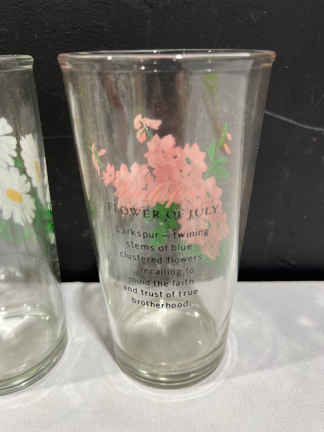 FLOWER OF JULY
Larkspur - twining
stems of blue
clustered flowers
recalling to
mind the faith
and trust of true
brotherhood.